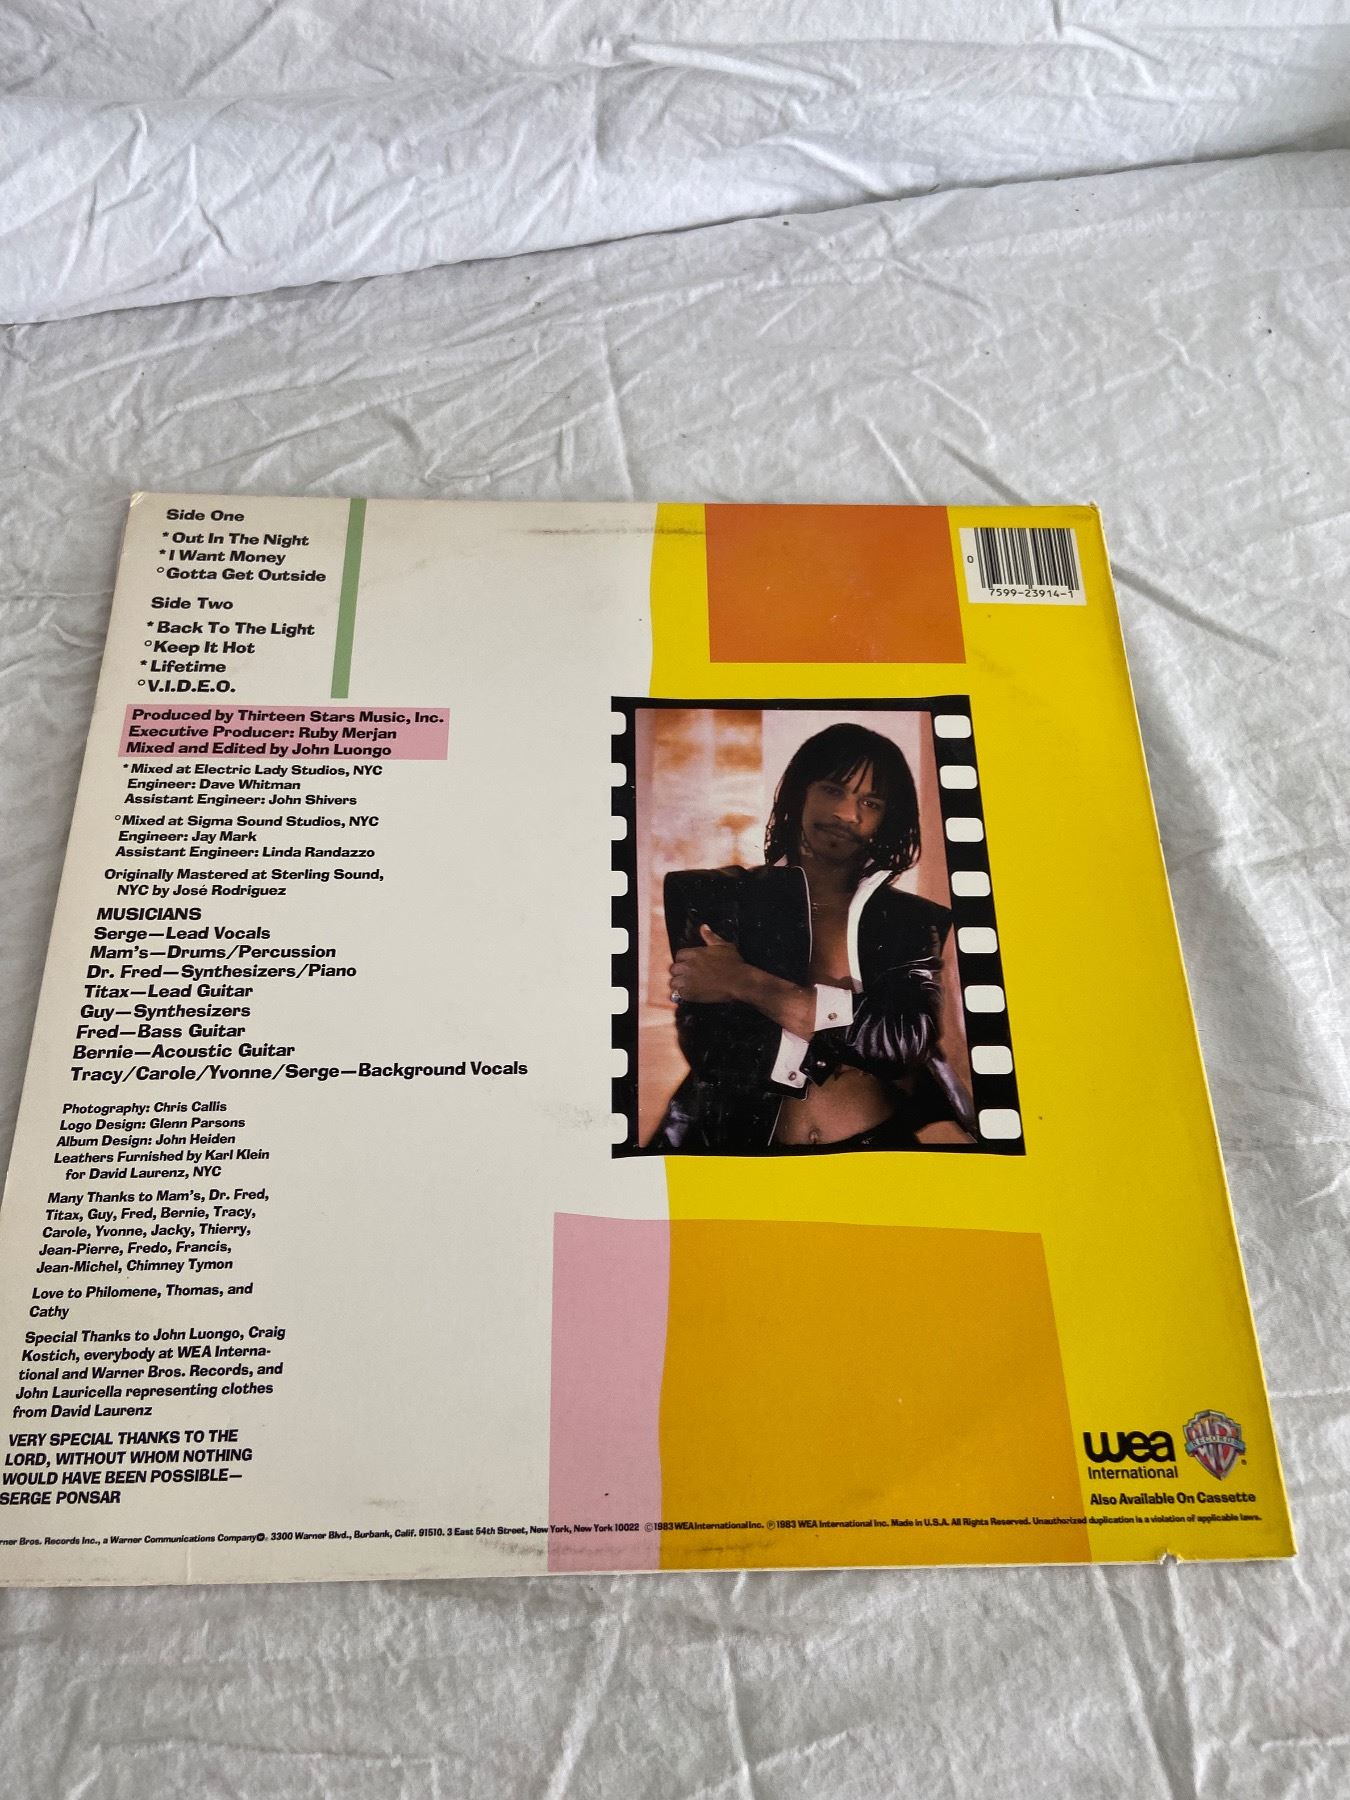 Side One
*Out In The Night
*I Want Money
°Gotta Get Outside
Side Two
*Back To The Light
°Keep It Hot
*Lifetime
°V.I.D.E.O.
Produced by Thirteen Stars Music, Inc.
Executive Producer: Ruby Merjan
Mixed and Edited by John Luongo
*Mixed at Electric Lady Studios, NYC
Engineer: Dave Whitman
Assistant Engineer: John Shivers
°Mixed at Sigma Sound Studios, NYC
Engineer: Jay Mark
Assistant Engineer: Linda Randazzo
Originally Mastered at Sterling Sound,
NYC by José Rodriguez
MUSICIANS
Serge—Lead Vocals
Mam's—Drums/Percussion
Dr. Fred—Synthesizers/Piano
Titax—Lead Guitar
Guy—Synthesizers
Fred—Bass Guitar
Bernie—Acoustic Guitar
Tracy/Carole/Yvonne/Serge—Background Vocals
Photography: Chris Callis
Logo Design: Glenn Parsons
Album Design: John Heiden
Leathers Furnished by Karl Klein
for David Laurenz, NYC
Many Thanks to Mam's, Dr. Fred,
Titax, Guy, Fred, Bernie, Tracy,
Carole, Yvonne, Jacky, Thierry,
Jean-Pierre, Fredo, Francis,
Jean-Michel, Chimney Tymon
Love to Philomene, Thomas, and
Cathy
Special Thanks to John Luongo, Craig
Kostich, everybody at WEA Interna-
tional and Warner Bros. Records, and
John Lauricella representing clothes
from David Laurenz
VERY SPECIAL THANKS TO THE
LORD, WITHOUT WHOM NOTHING
WOULD HAVE BEEN POSSIBLE—
SERGE PONSAR
0 7599-23914-1
wea
International
WB
RECORDS
®
Also Available On Cassette
rner Bros. Records Inc., a Warner Communications Company. 3300 Warner Blvd., Burbank, Calif. 91510. 3 East 54th Street, New York, New York 10022 ©1983 WEA International Inc. ℗1983 WEA International Inc. Made in U.S.A. All Rights Reserved. Unauthorized duplication is a violation of applicable laws.